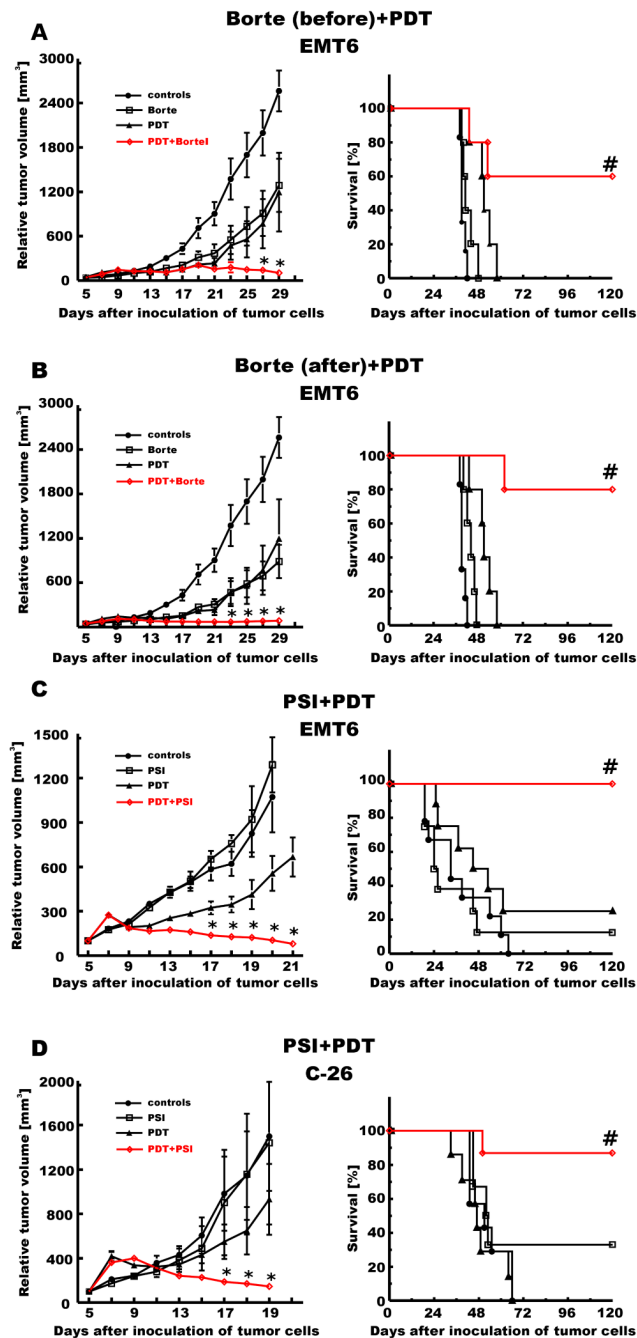 Borte (before)+PDT
A
EMT6
Relative tumor volume [mm³]
3000
2400
1800
1200
600
0
controls
Borte
PDT
PDT+Bortel
* *
5 9 13 17 21 25 29
Days after inoculation of tumor cells
Survival [%]
100
80
60
40
20
0
#
0 24 48 72 96 120
Days after inoculation of tumor cells
Borte (after)+PDT
B
EMT6
Relative tumor volume [mm³]
3000
2400
1800
1200
600
controls
Borte
PDT
PDT+Borte
* * * *
5 9 13 17 21 25 29
Days after inoculation of tumor cells
Survival [%]
100
80
60
40
20
0
#
0 24 48 72 96 120
Days after inoculation of tumor cells
PSI+PDT
C
EMT6
Relative tumor volume [mm³]
1500
1200
900
600
300
0
controls
PSI
PDT
PDT+PSI
* * * * *
5 9 13 17 19 21
Days after inoculation of tumor cells
Survival [%]
100
80
60
40
20
0
#
0 24 48 72 96 120
Days after inoculation of tumor cells
PSI+PDT
D
C-26
Relative tumor volume [mm³]
2000
1600
1200
800
400
0
controls
PSI
PDT
PDT+PSI
* * *
5 9 11 13 17 19
Days after inoculation of tumor cells
Survival [%]
100
80
60
40
20
0
#
0 24 48 72 96 120
Days after inoculation of tumor cells